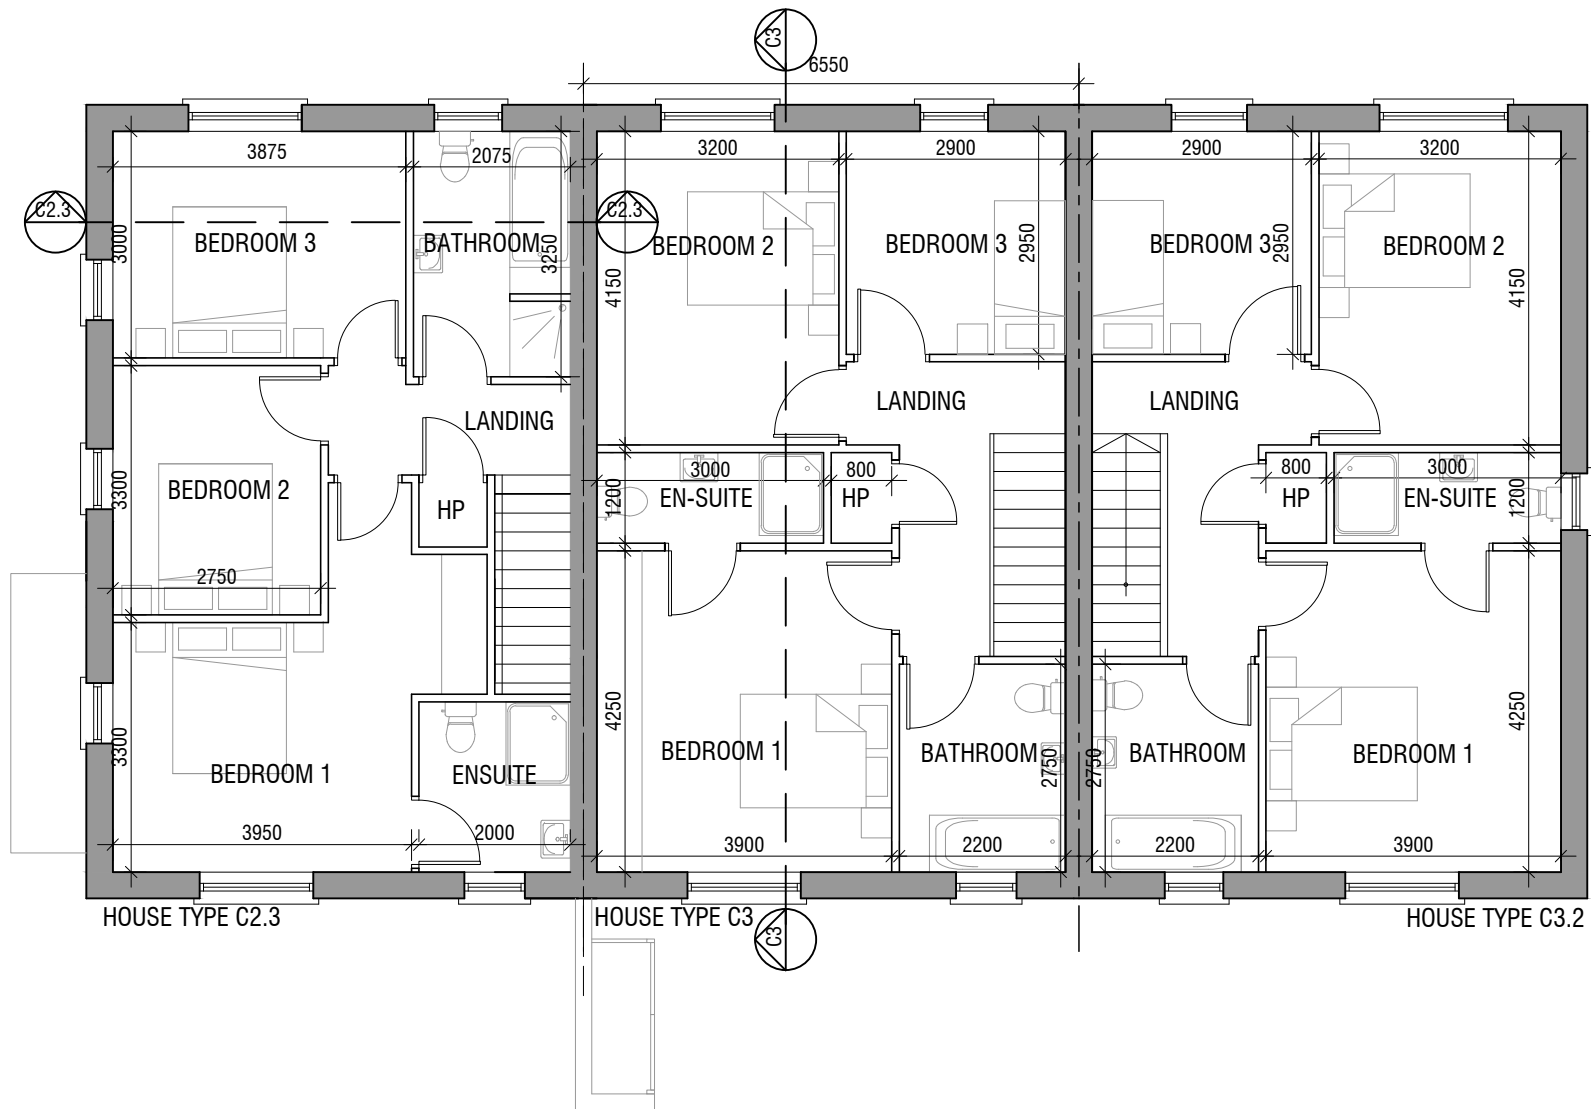 C3
6550
3875
2075
3200
2900
2900
3200
C2.3
C2.3
3000
BEDROOM 3
BATHROOM
3250
BEDROOM 2
4150
BEDROOM 3
2950
BEDROOM 3
2950
BEDROOM 2
4150
LANDING
LANDING
LANDING
3300
BEDROOM 2
2750
HP
3000
800
1200
EN-SUITE
HP
800
3000
HP
EN-SUITE
1200
3300
BEDROOM 1
ENSUITE
3950
2000
4250
BEDROOM 1
BATHROOM
2750
3900
2200
2750
BATHROOM
BEDROOM 1
4250
2200
3900
HOUSE TYPE C2.3
HOUSE TYPE C3
HOUSE TYPE C3.2
C3